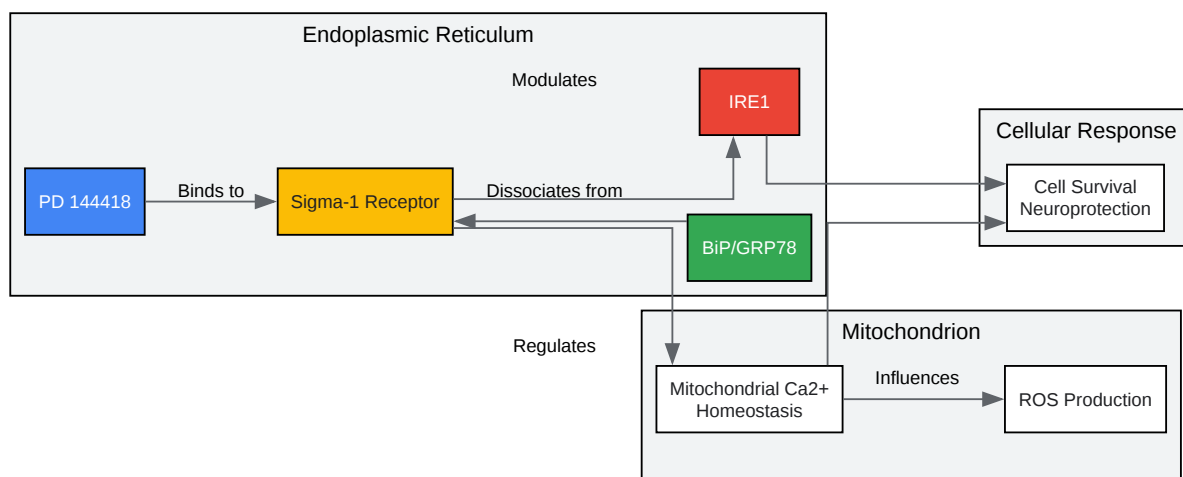 Endoplasmic Reticulum
Modulates
IRE1
Cellular Response
PD 144418
Binds to
Sigma-1 Receptor
Dissociates from
Cell Survival
Neuroprotection
BiP/GRP78
Mitochondrion
Regulates
Mitochondrial Ca2+
Homeostasis
Influences
ROS Production